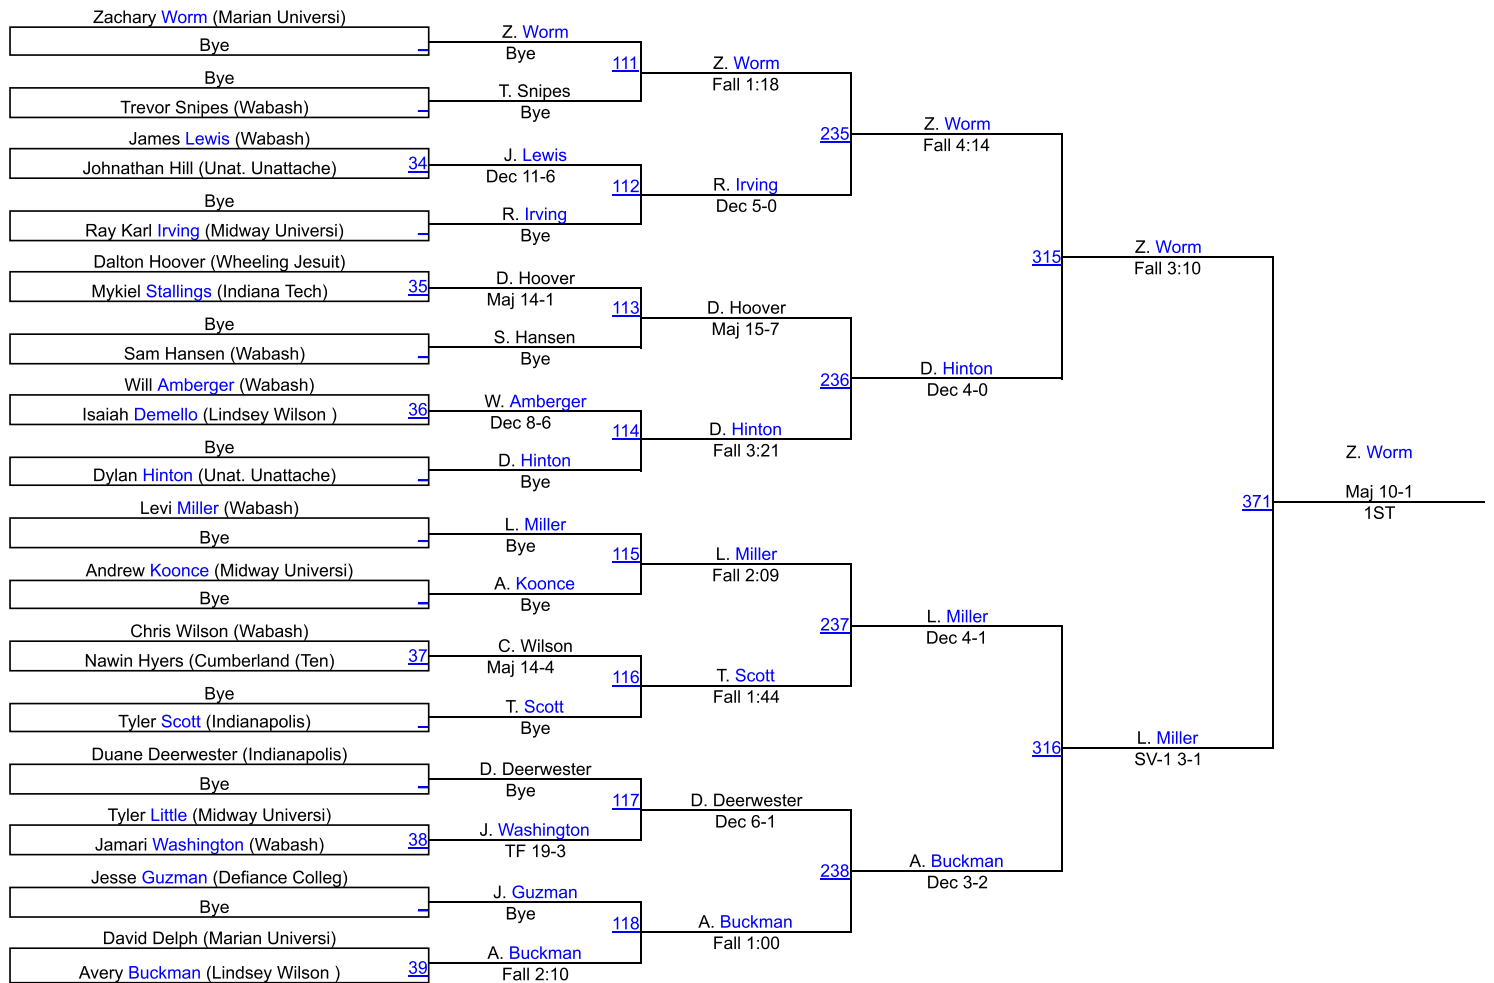 Zachary Worm (Marian Universi)
Bye
Z. Worm
Bye
111
Z. Worm
Fall 1:18
Bye
Trevor Snipes (Wabash)
T. Snipes
Bye
235
Z. Worm
Fall 4:14
James Lewis (Wabash)
Johnathan Hill (Unat. Unattache)
34
J. Lewis
Dec 11-6
112
R. Irving
Dec 5-0
Bye
Ray Karl Irving (Midway Universi)
R. Irving
Bye
315
Z. Worm
Fall 3:10
Dalton Hoover (Wheeling Jesuit)
Mykiel Stallings (Indiana Tech)
35
D. Hoover
Maj 14-1
113
D. Hoover
Maj 15-7
Bye
Sam Hansen (Wabash)
S. Hansen
Bye
236
D. Hinton
Dec 4-0
Will Amberger (Wabash)
Isaiah Demello (Lindsey Wilson )
36
W. Amberger
Dec 8-6
114
D. Hinton
Fall 3:21
Bye
Dylan Hinton (Unat. Unattache)
D. Hinton
Bye
371
Z. Worm
Maj 10-1
1ST
Levi Miller (Wabash)
Bye
L. Miller
Bye
115
L. Miller
Fall 2:09
Andrew Koonce (Midway Universi)
Bye
A. Koonce
Bye
237
L. Miller
Dec 4-1
Chris Wilson (Wabash)
Nawin Hyers (Cumberland (Ten)
37
C. Wilson
Maj 14-4
116
T. Scott
Fall 1:44
Bye
Tyler Scott (Indianapolis)
T. Scott
Bye
316
L. Miller
SV-1 3-1
Duane Deerwester (Indianapolis)
Bye
D. Deerwester
Bye
117
D. Deerwester
Dec 6-1
Tyler Little (Midway Universi)
Jamari Washington (Wabash)
38
J. Washington
TF 19-3
238
A. Buckman
Dec 3-2
Jesse Guzman (Defiance Colleg)
Bye
J. Guzman
Bye
118
A. Buckman
Fall 1:00
David Delph (Marian Universi)
Avery Buckman (Lindsey Wilson )
39
A. Buckman
Fall 2:10